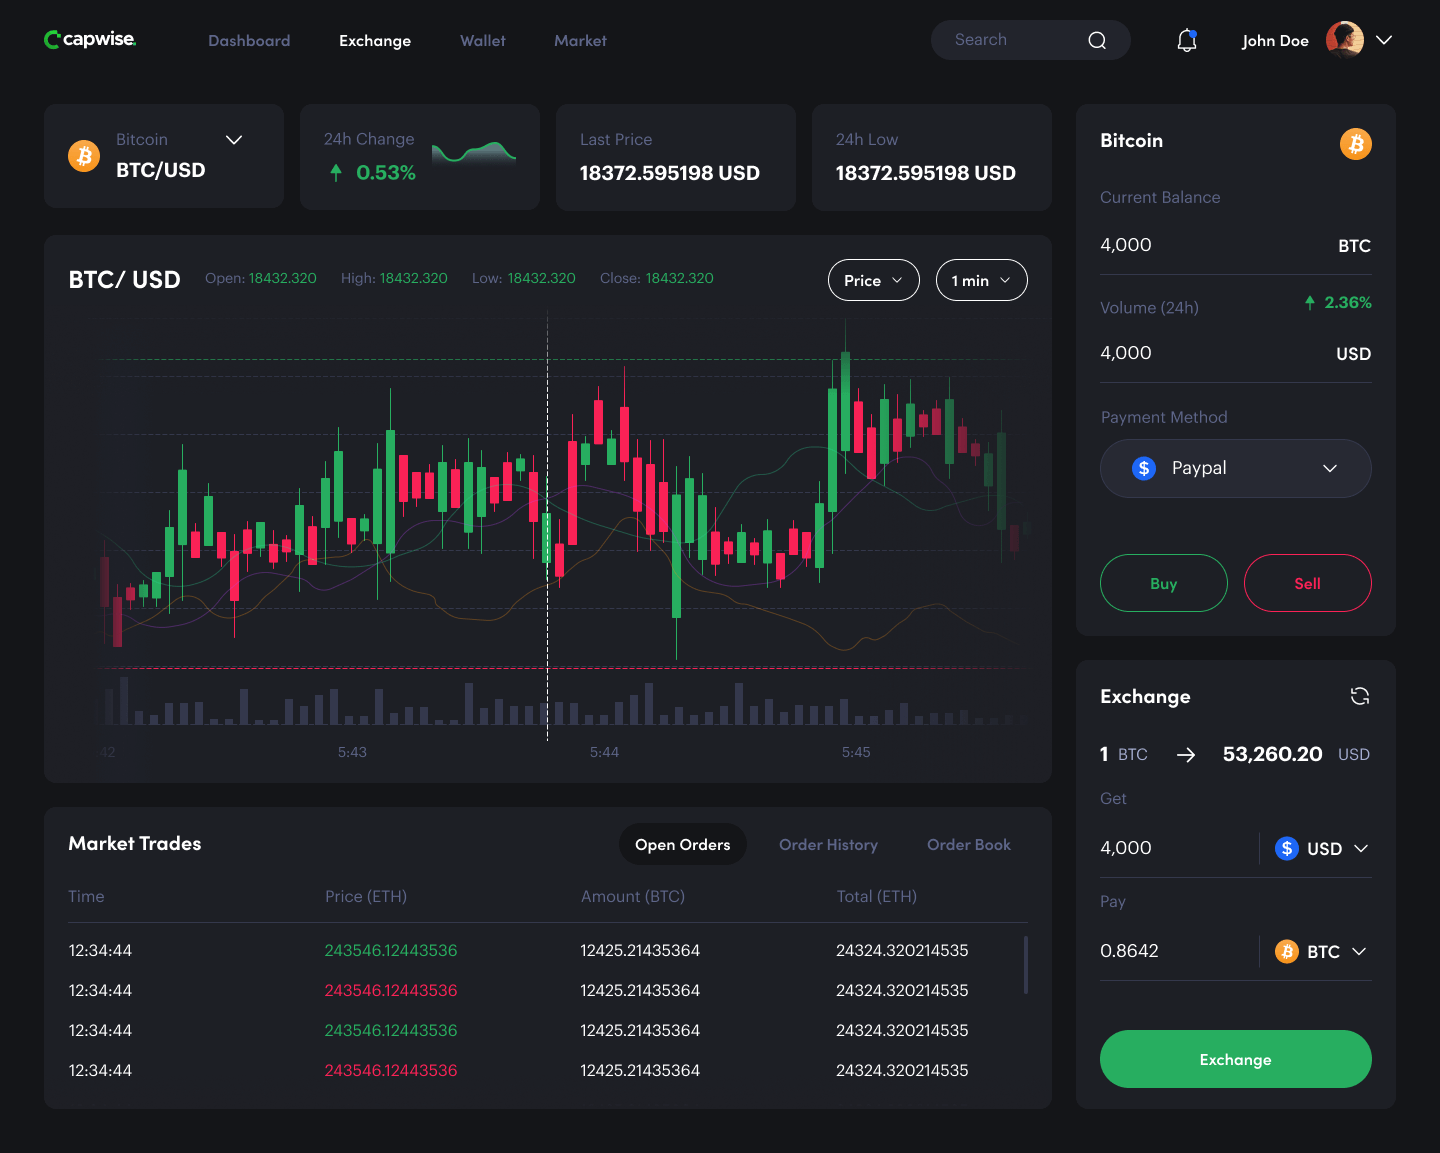 capwise.
Dashboard
Exchange
Wallet
Market
Search
John Doe
Bitcoin
BTC/USD
24h Change
0.53%
Last Price
18372.595198 USD
24h Low
18372.595198 USD
BTC/ USD
Open: 18432.320
High: 18432.320
Low: 18432.320
Close: 18432.320
Price
1 min
42
5:43
5:44
5:45
Market Trades
Open Orders
Order History
Order Book
Time Price (ETH) Amount (BTC) Total (ETH)
12:34:44 243546.12443536 12425.21435364 24324.320214535
12:34:44 243546.12443536 12425.21435364 24324.320214535
12:34:44 243546.12443536 12425.21435364 24324.320214535
12:34:44 243546.12443536 12425.21435364 24324.320214535
Bitcoin
Current Balance
4,000 BTC
Volume (24h) 2.36%
4,000 USD
Payment Method
$ Paypal
Buy
Sell
Exchange
1 BTC → 53,260.20 USD
Get
4,000 $ USD
Pay
0.8642 BTC
Exchange